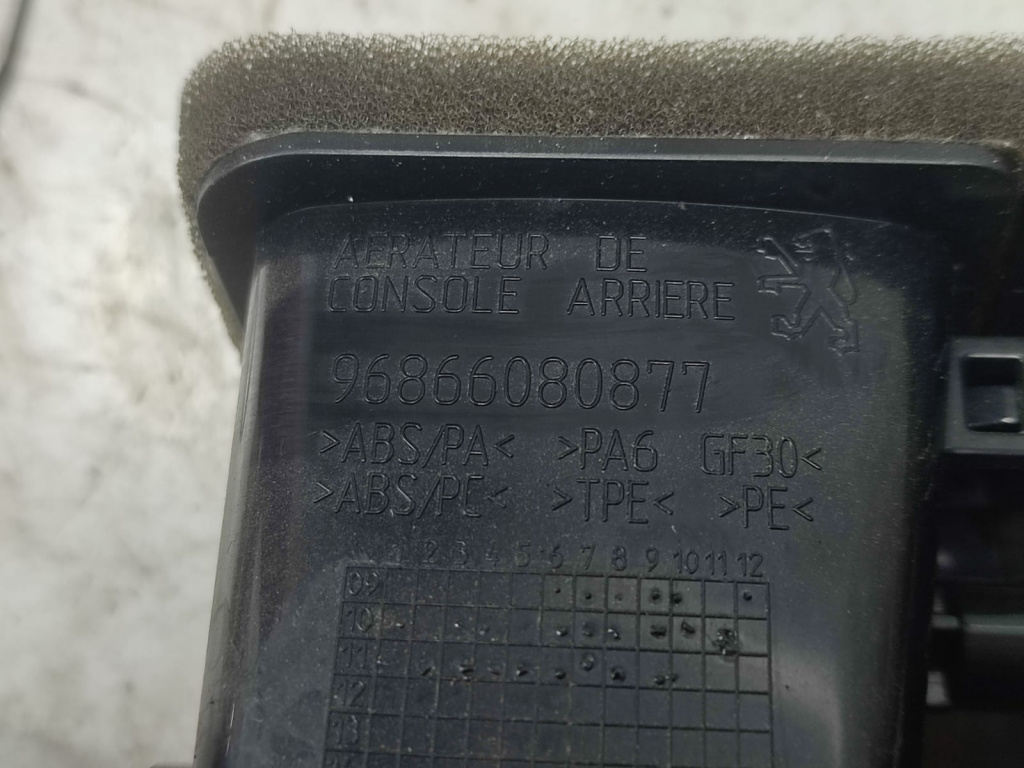 AERATEUR DE
CONSOLE ARRIERE
96866080877
>ABS/PA< >PA6 GF30<
>ABS/PC< >TPE< >PE<
1 2 3 4 5 6 7 8 9 10 11 12
09
10
11
12
13